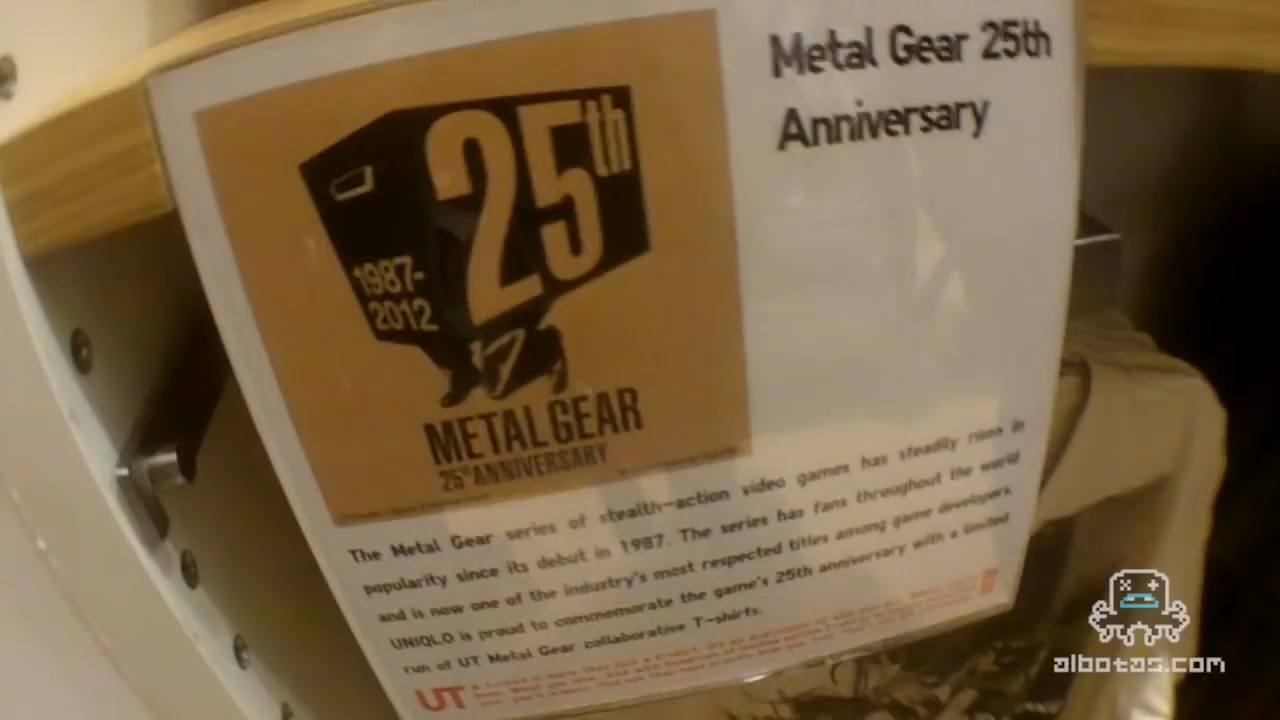 Metal Gear 25th
Anniversary
25th
1987-
2012
METAL GEAR
25th ANNIVERSARY
The Metal Gear series of stealth-action video games has steadily risen in
popularity since its debut in 1987. The series has fans throughout the world
and is now one of the industry's most respected titles among game developers.
UNIQLO is proud to commemorate the game's 25th anniversary with a limited
run of UT Metal Gear collaborative T-shirts.
UT
albotas.com